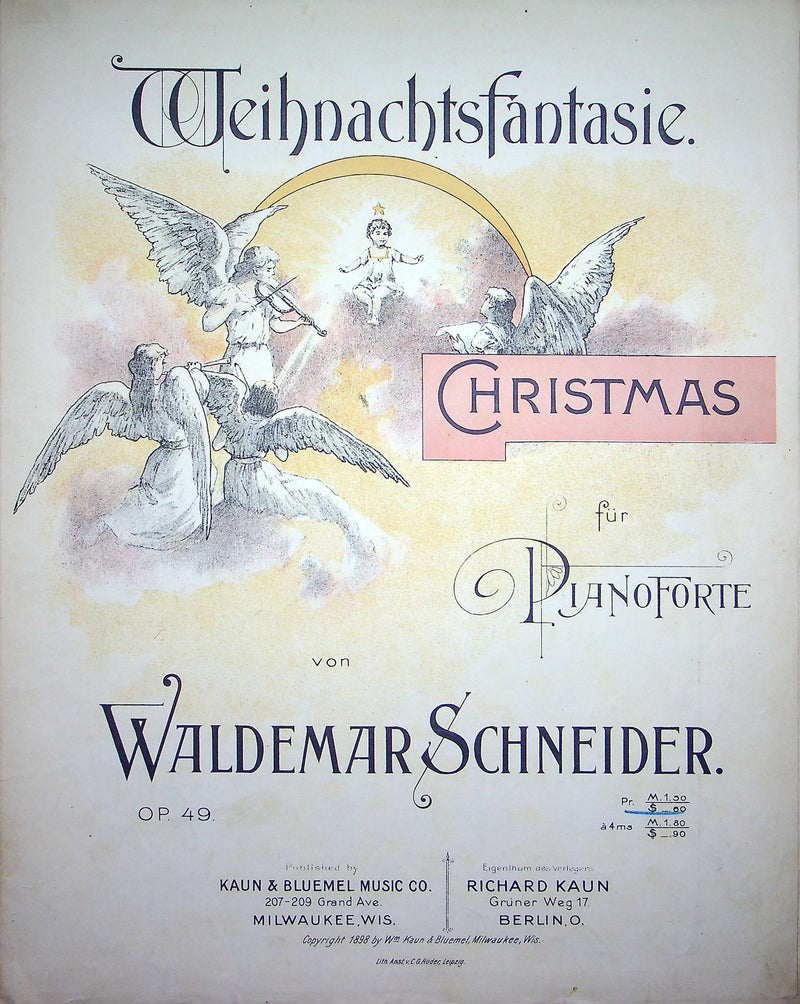 Weihnachtsfantasie.
CHRISTMAS
für
PIANOFORTE
von
WALDEMAR SCHNEIDER.
OP. 49.
Pr. M. 1.50
$ _.60
à 4 ms M. 1.80
$ _.90
Published by
KAUN & BLUEMEL MUSIC CO.
207-209 Grand Ave.
MILWAUKEE, WIS.
Eigenthum des Verlegers
RICHARD KAUN
Grüner Weg 17.
BERLIN, O.
Copyright 1898 by Wm Kaun & Bluemel, Milwaukee, Wis.
Lith. Anst. v. C.G. Röder, Leipzig.